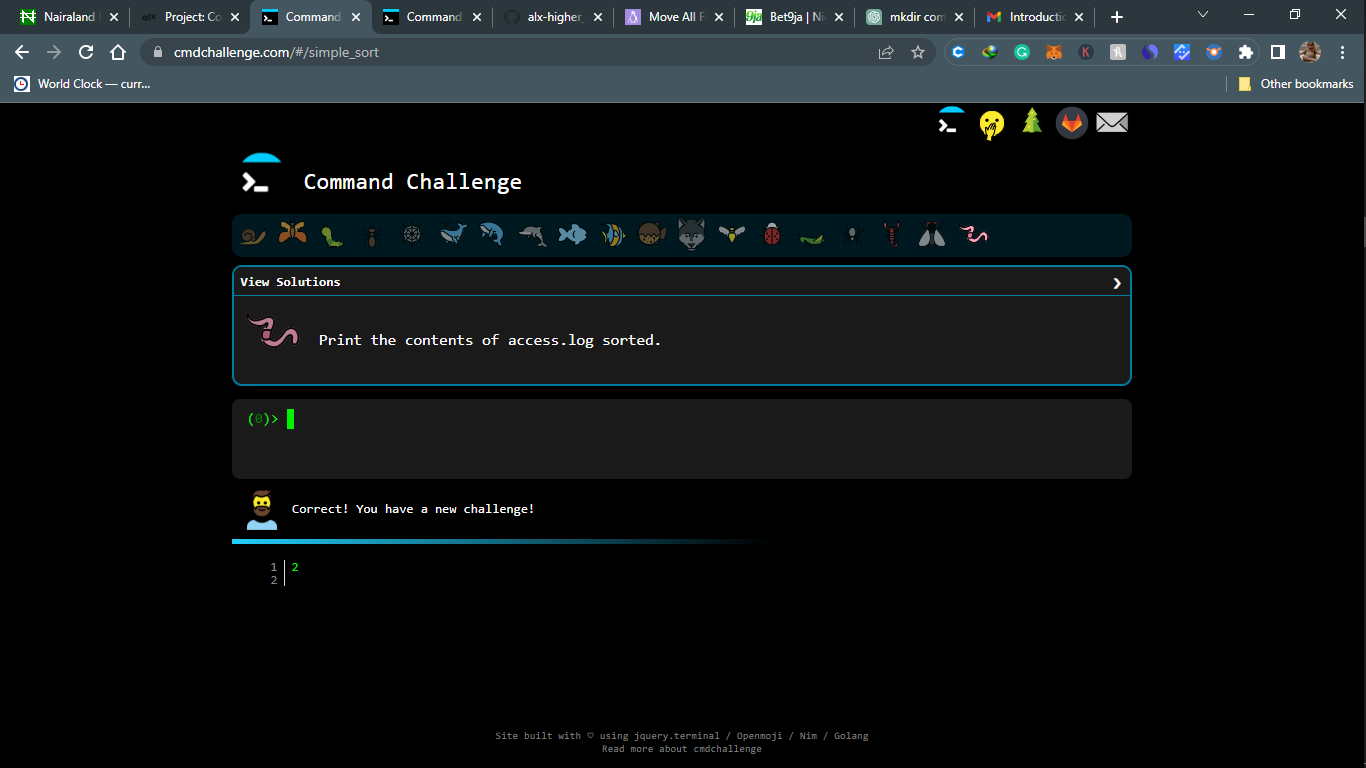 Nairaland
Project: Co
Command
Command
alx-higher_
Move All F
Bet9ja | Ni
mkdir com
Introductic
cmdchallenge.com/#/simple_sort
World Clock — curr...
Other bookmarks
Command Challenge
View Solutions
Print the contents of access.log sorted.
(0)>
Correct! You have a new challenge!
1 2
2
Site built with ♡ using jquery.terminal / Openmoji / Nim / Golang
Read more about cmdchallenge